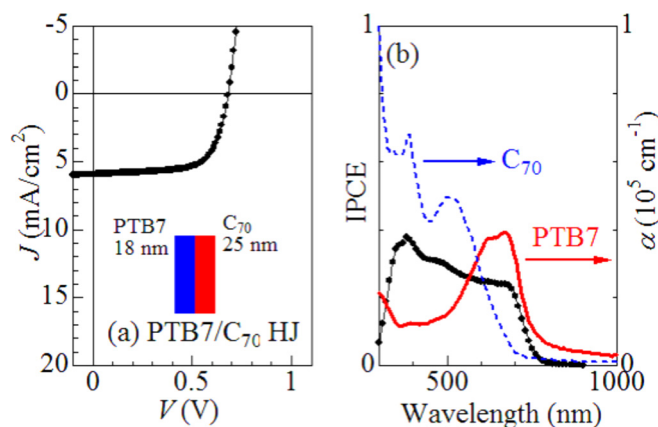 -5
0
5
10
15
20
J (mA/cm²)
PTB7
18 nm
C₇₀
25 nm
(a) PTB7/C₇₀ HJ
0
0.5
1
V (V)
1
(b)
1
C₇₀
IPCE
PTB7
α (10⁵ cm⁻¹)
0
0
500
1000
Wavelength (nm)